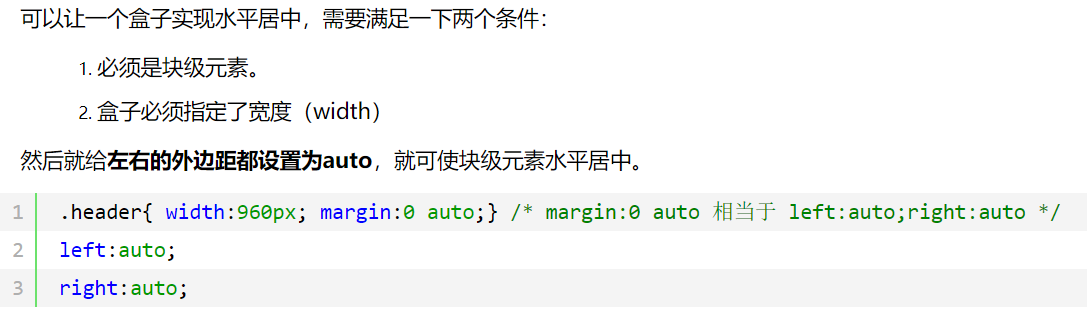 可以让一个盒子实现水平居中，需要满足一下两个条件：
1. 必须是块级元素。
2. 盒子必须指定了宽度（width）
然后就给左右的外边距都设置为auto，就可使块级元素水平居中。
1 .header{ width:960px; margin:0 auto;} /* margin:0 auto 相当于 left:auto;right:auto */
2 left:auto;
3 right:auto;